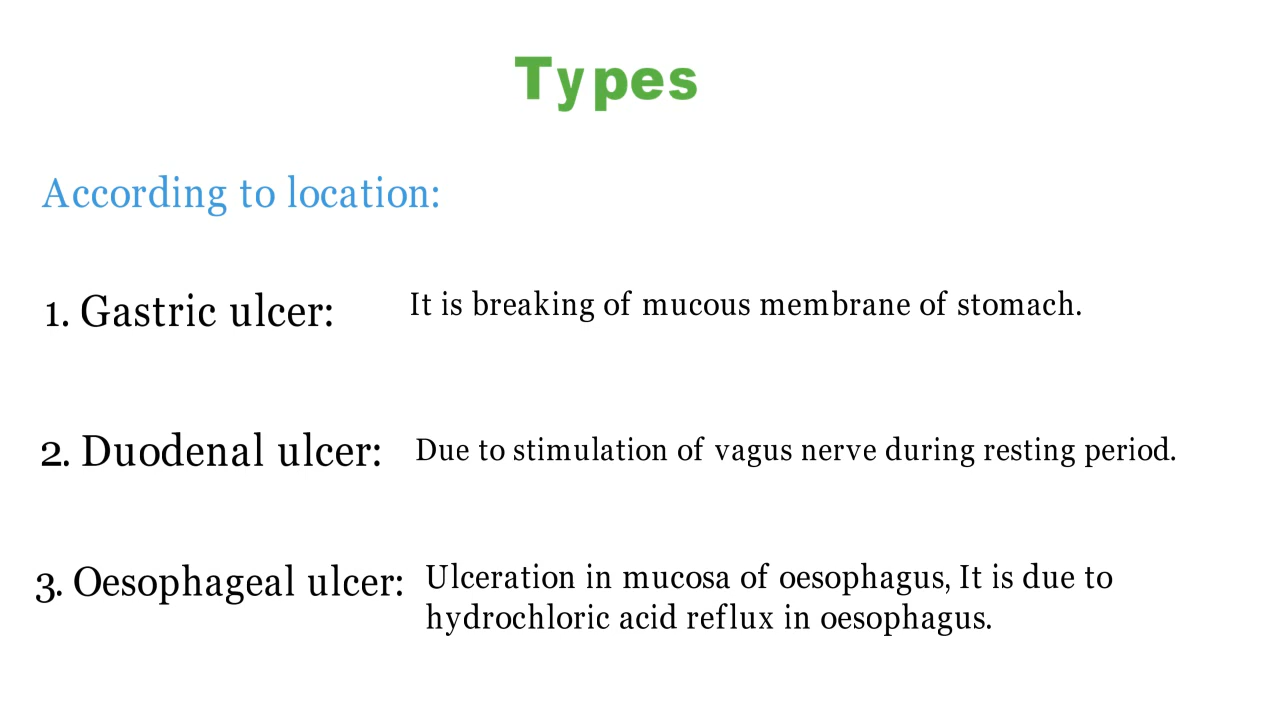 Types
According to location:
1. Gastric ulcer: It is breaking of mucous membrane of stomach.
2. Duodenal ulcer: Due to stimulation of vagus nerve during resting period.
3. Oesophageal ulcer: Ulceration in mucosa of oesophagus, It is due to
hydrochloric acid reflux in oesophagus.